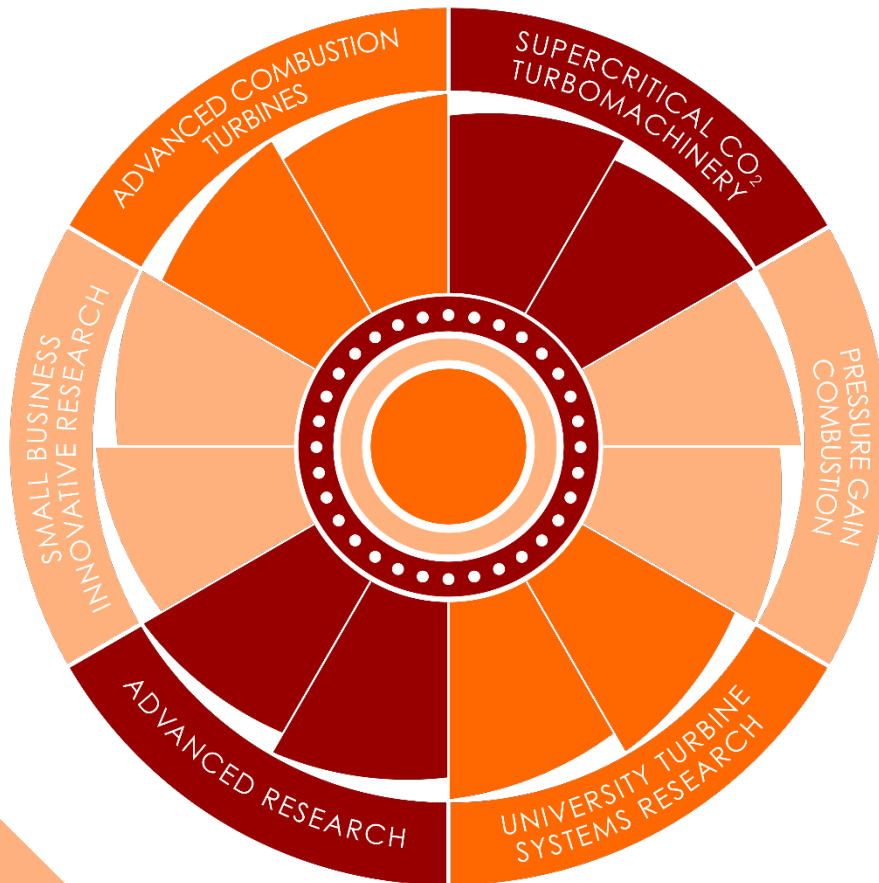 ADVANCED COMBUSTION
TURBINES
SUPERCRITICAL CO₂
TURBOMACHINERY
PRESSURE GAIN
COMBUSTION
UNIVERSITY TURBINE
SYSTEMS RESEARCH
ADVANCED RESEARCH
SMALL BUSINESS
INNOVATIVE RESEARCH